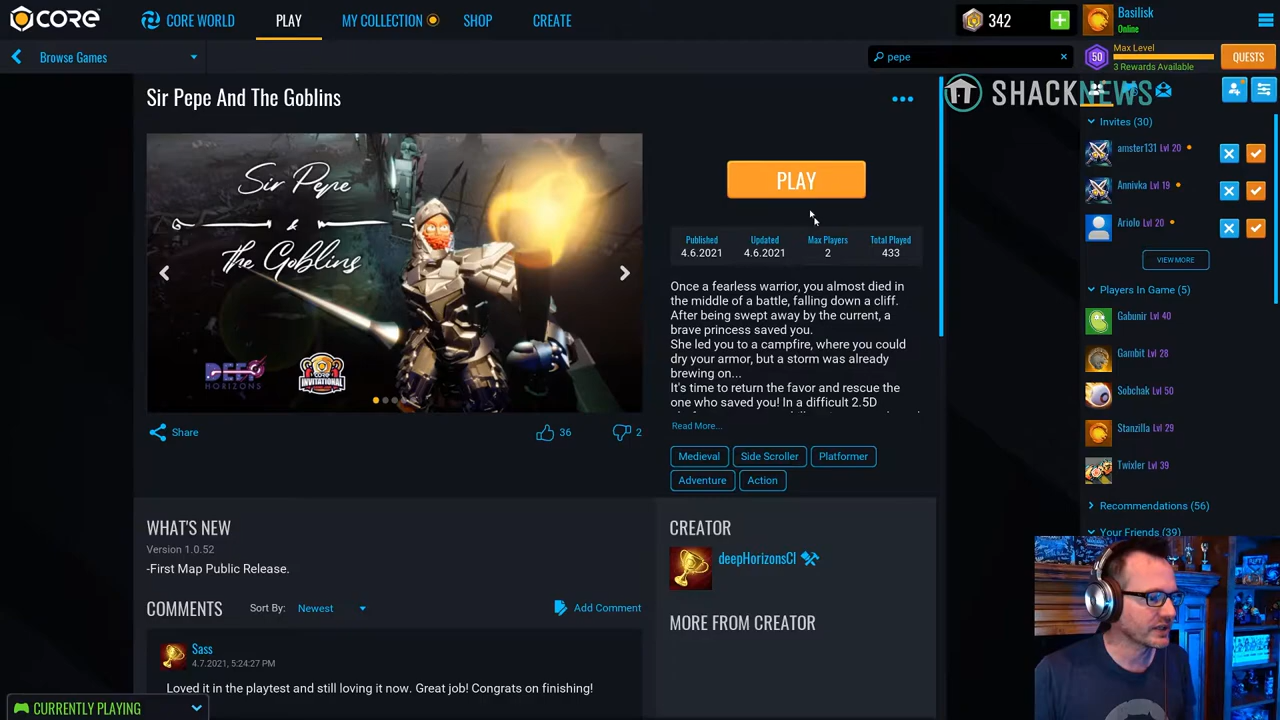 CORE
CORE WORLD
PLAY
MY COLLECTION
SHOP
CREATE
342
Basilisk
Online
Browse Games
pepe
50
Max Level
3 Rewards Available
QUESTS
SHACKNEWS
Sir Pepe And The Goblins
Sir Pepe
&
The Goblins
DEEP
HORIZONS
CORE
INVITATIONAL
Share
36
2
PLAY
Published
4.6.2021
Updated
4.6.2021
Max Players
2
Total Played
433
Once a fearless warrior, you almost died in
the middle of a battle, falling down a cliff.
After being swept away by the current, a
brave princess saved you.
She led you to a campfire, where you could
dry your armor, but a storm was already
brewing on...
It's time to return the favor and rescue the
one who saved you! In a difficult 2.5D
Read More...
Medieval
Side Scroller
Platformer
Adventure
Action
WHAT'S NEW
Version 1.0.52
-First Map Public Release.
COMMENTS
Sort By:
Newest
Add Comment
Sass
4.7.2021, 5:24:27 PM
Loved it in the playtest and still loving it now. Great job! Congrats on finishing!
CREATOR
deepHorizonsCl
MORE FROM CREATOR
Invites (30)
amster131 Lvl 20
Annivka Lvl 19
Ariolo Lvl 20
VIEW MORE
Players In Game (5)
Gabunir Lvl 40
Gambit Lvl 28
Sobchak Lvl 50
Stanzilla Lvl 29
Twixler Lvl 39
Recommendations (56)
Your Friends (39)
CURRENTLY PLAYING